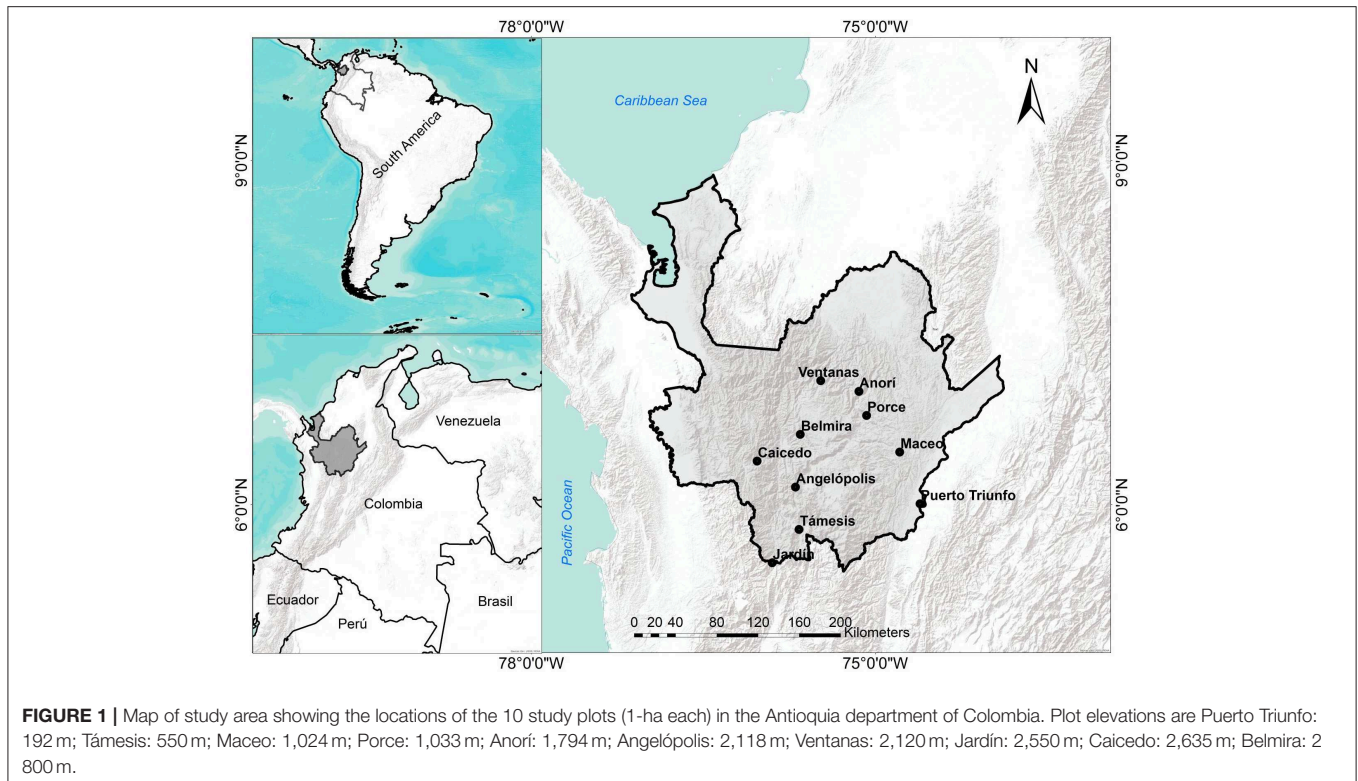 78°0'0"W
75°0'0"W
Caribbean Sea
N
South America
9°0'0"N
9°0'0"N
Venezuela
Colombia
Ecuador
Perú
Brasil
Pacific Ocean
Ventanas
Anorí
Porce
Belmira
Maceo
Caicedo
Angelópolis
Puerto Triunfo
Támesis
Jardín
6°0'0"N
6°0'0"N
0 20 40 80 120 160 200
Kilometers
78°0'0"W
75°0'0"W
FIGURE 1 | Map of study area showing the locations of the 10 study plots (1-ha each) in the Antioquia department of Colombia. Plot elevations are Puerto Triunfo:
192 m; Támesis: 550 m; Maceo: 1,024 m; Porce: 1,033 m; Anorí: 1,794 m; Angelópolis: 2,118 m; Ventanas: 2,120 m; Jardín: 2,550 m; Caicedo: 2,635 m; Belmira: 2
800 m.